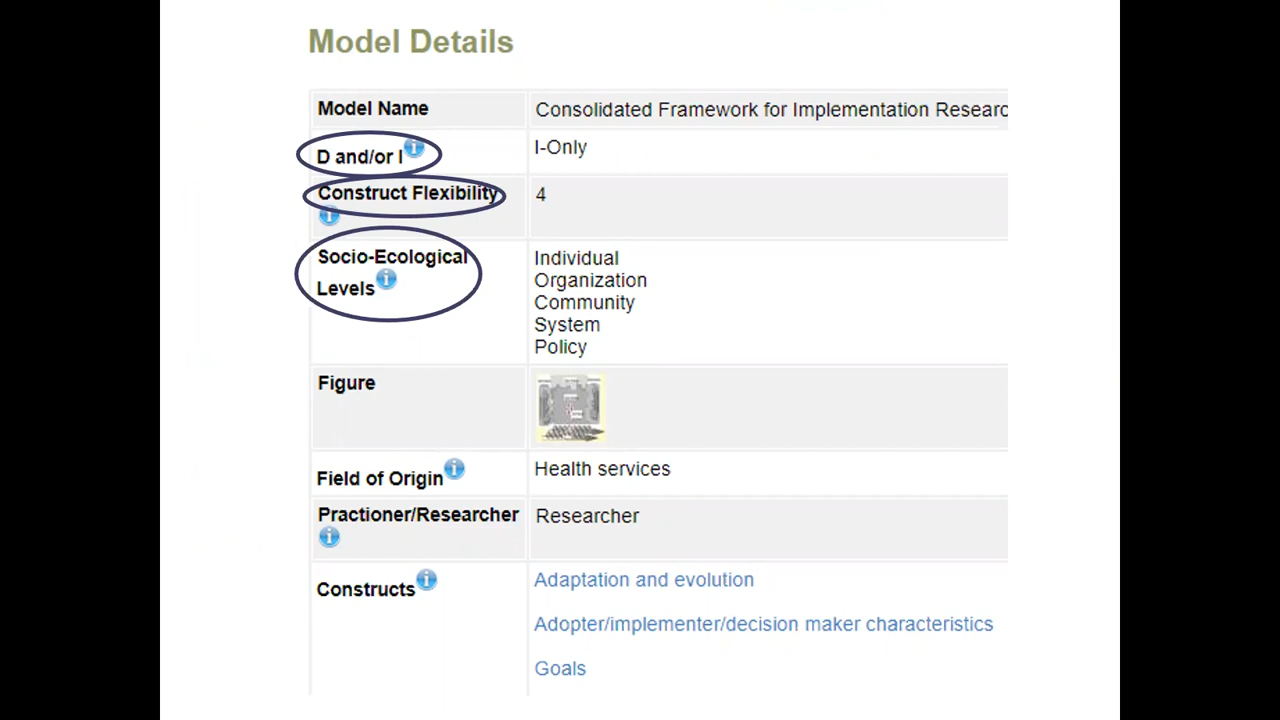 Model Details
Model Name
Consolidated Framework for Implementation Researc
D and/or I
I-Only
Construct Flexibility
4
Socio-Ecological
Levels
Individual
Organization
Community
System
Policy
Figure
Field of Origin
Health services
Practioner/Researcher
Researcher
Constructs
Adaptation and evolution
Adopter/implementer/decision maker characteristics
Goals